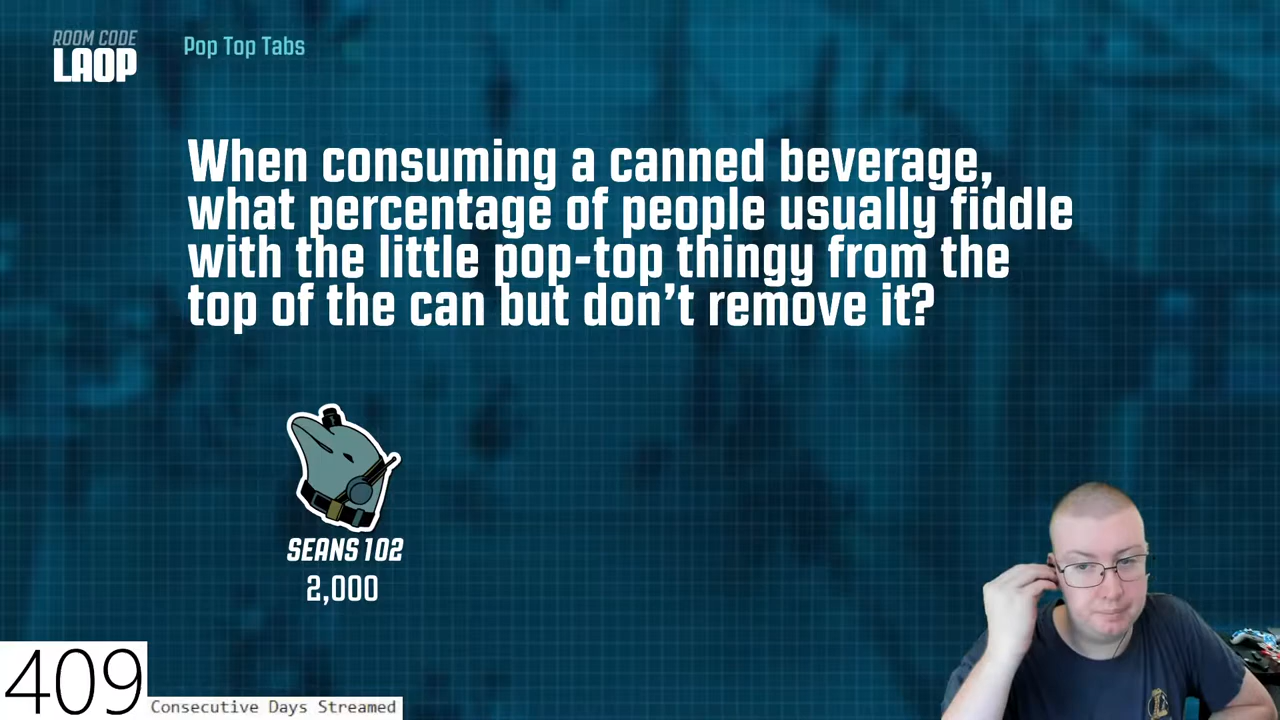 ROOM CODE
LAOP
Pop Top Tabs
When consuming a canned beverage,
what percentage of people usually fiddle
with the little pop-top thingy from the
top of the can but don't remove it?
SEANS 102
2,000
409
Consecutive Days Streamed